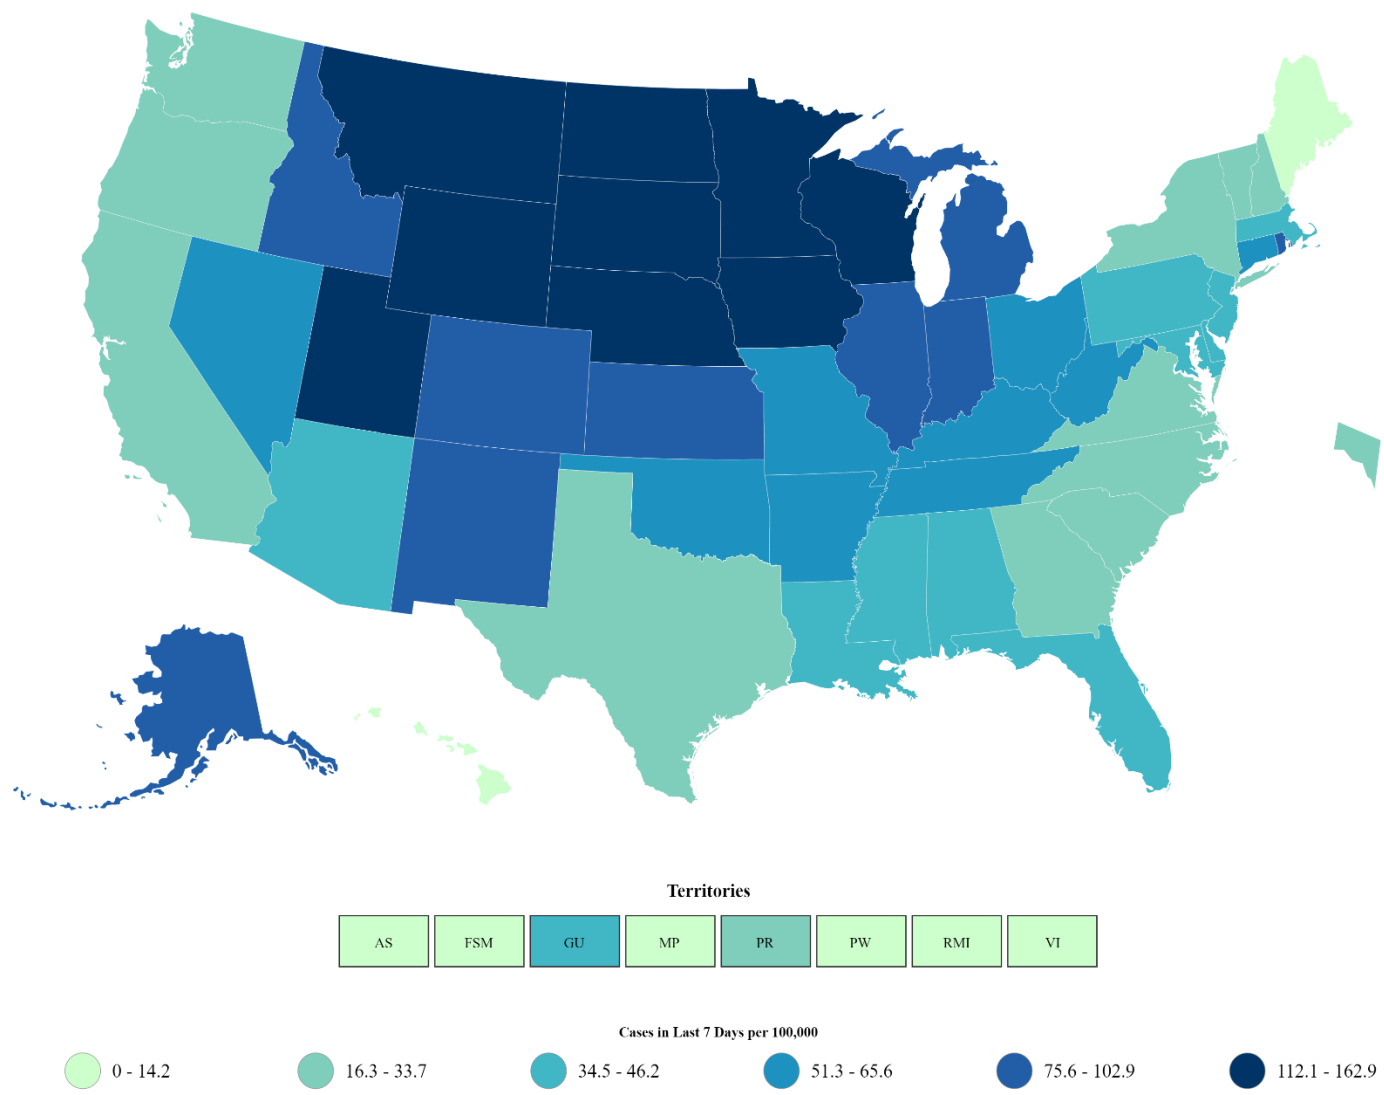 Territories
AS FSM GU MP PR PW RMI VI
Cases in Last 7 Days per 100,000
0 - 14.2 16.3 - 33.7 34.5 - 46.2 51.3 - 65.6 75.6 - 102.9 112.1 - 162.9